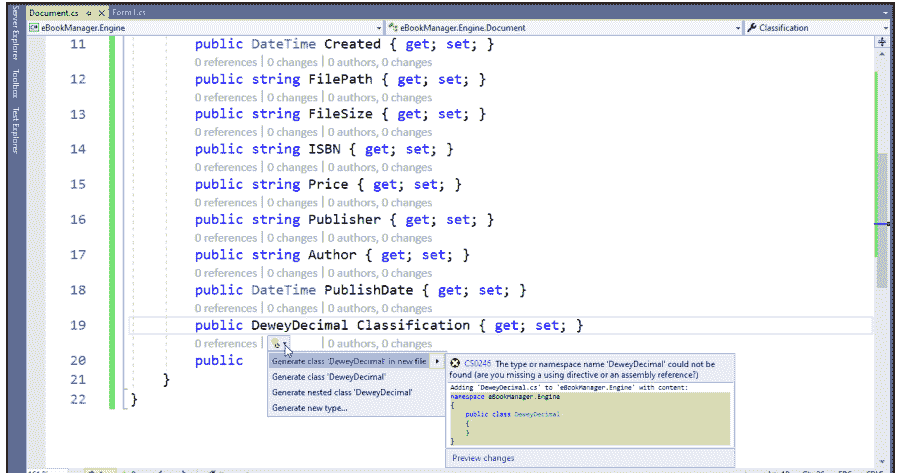 Document.cs Form1.cs
eBookManager.Engine eBookManager.Engine.Document Classification
Server Explorer
Toolbox
Test Explorer
11 public DateTime Created { get; set; }
0 references | 0 changes | 0 authors, 0 changes
12 public string FilePath { get; set; }
0 references | 0 changes | 0 authors, 0 changes
13 public string FileSize { get; set; }
0 references | 0 changes | 0 authors, 0 changes
14 public string ISBN { get; set; }
0 references | 0 changes | 0 authors, 0 changes
15 public string Price { get; set; }
0 references | 0 changes | 0 authors, 0 changes
16 public string Publisher { get; set; }
0 references | 0 changes | 0 authors, 0 changes
17 public string Author { get; set; }
0 references | 0 changes | 0 authors, 0 changes
18 public DateTime PublishDate { get; set; }
0 references | 0 changes | 0 authors, 0 changes
19 public DeweyDecimal Classification { get; set; }
0 references | | 0 authors, 0 changes
20 public
21 }
22 }
Generate class 'DeweyDecimal' in new file
Generate class 'DeweyDecimal'
Generate nested class 'DeweyDecimal'
Generate new type...
CS0246 The type or namespace name 'DeweyDecimal' could not be
found (are you missing a using directive or an assembly reference?)
Adding 'DeweyDecimal.cs' to 'eBookManager.Engine' with content:
namespace eBookManager.Engine
{
public class DeweyDecimal
{
}
}
Preview changes